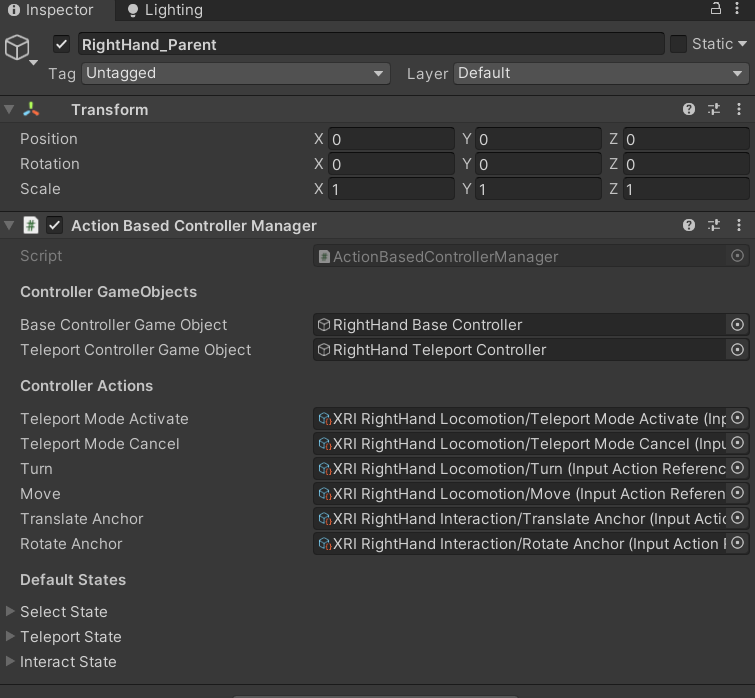 Inspector Lighting
RightHand_Parent Static
Tag Untagged Layer Default
Transform
Position X 0 Y 0 Z 0
Rotation X 0 Y 0 Z 0
Scale X 1 Y 1 Z 1
# Action Based Controller Manager
Script # ActionBasedControllerManager
Controller GameObjects
Base Controller Game Object RightHand Base Controller
Teleport Controller Game Object RightHand Teleport Controller
Controller Actions
Teleport Mode Activate XRI RightHand Locomotion/Teleport Mode Activate (Inp
Teleport Mode Cancel XRI RightHand Locomotion/Teleport Mode Cancel (Inpu
Turn XRI RightHand Locomotion/Turn (Input Action Referenc
Move XRI RightHand Locomotion/Move (Input Action Referen
Translate Anchor XRI RightHand Interaction/Translate Anchor (Input Actio
Rotate Anchor XRI RightHand Interaction/Rotate Anchor (Input Action
Default States
Select State
Teleport State
Interact State